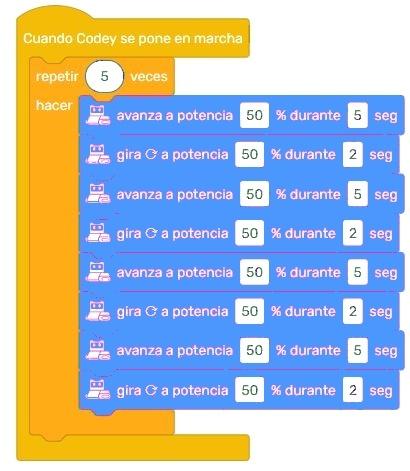 Cuando Codey se pone en marcha
repetir 5 veces
hacer
avanza a potencia 50 % durante 5 seg
gira ↻ a potencia 50 % durante 2 seg
avanza a potencia 50 % durante 5 seg
gira ↻ a potencia 50 % durante 2 seg
avanza a potencia 50 % durante 5 seg
gira ↻ a potencia 50 % durante 2 seg
avanza a potencia 50 % durante 5 seg
gira ↻ a potencia 50 % durante 2 seg